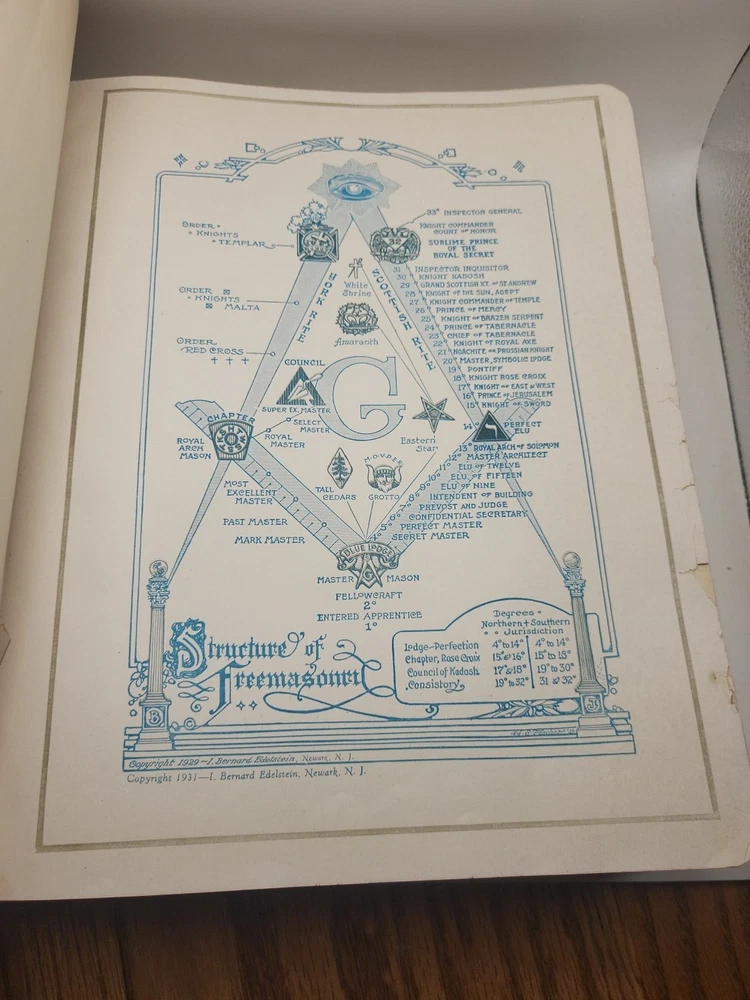 33° INSPECTOR GENERAL
KNIGHT COMMANDER
COURT OF HONOR
32
SUBLIME PRINCE
OF THE
ROYAL SECRET
ORDER
KNIGHTS
TEMPLAR
ORDER
KNIGHTS
MALTA
ORDER
RED CROSS
YORK RITE
SCOTTISH RITE
White
Shrine
Amaranth
31 INSPECTOR INQUISITOR
30 KNIGHT KADOSH
29 GRAND SCOTTISH KT. OF ST ANDREW
28 KNIGHT OF THE SUN, ADEPT
27 KNIGHT COMMANDER OF TEMPLE
26 PRINCE OF MERCY
25 KNIGHT OF BRAZEN SERPENT
24 PRINCE OF TABERNACLE
23 CHIEF OF TABERNACLE
22 KNIGHT OF ROYAL AXE
21 NOACHITE OR PRUSSIAN KNIGHT
20° MASTER, SYMBOLIC LODGE
19° PONTIFF
18° KNIGHT ROSE CROIX
17° KNIGHT OF EAST & WEST
16° PRINCE OF JERUSALEM
15° KNIGHT OF SWORD
14° PERFECT
ELU
13° ROYAL ARCH OF SOLOMON
12° MASTER ARCHITECT
11° ELU OF TWELVE
10° ELU OF FIFTEEN
9° ELU OF NINE
8° INTENDENT OF BUILDING
7° PREVOST AND JUDGE
6° CONFIDENTIAL SECRETARY
5° PERFECT MASTER
4° SECRET MASTER
COUNCIL
SUPER EX. MASTER
SELECT
MASTER
ROYAL
MASTER
G
Eastern
Star
CHAPTER
ROYAL
ARCH
MASON
MOST
EXCELLENT
MASTER
PAST MASTER
MARK MASTER
TALL
CEDARS
M.O.V.P.E.R.
GROTTO
BLUE LODGE
G
MASTER MASON
FELLOWCRAFT
2°
ENTERED APPRENTICE
1°
Structure of
Freemasonry
Degrees
Northern + Southern
Jurisdiction
Lodge-Perfection 4° to 14° 4° to 14°
Chapter, Rose Croix 15° & 16° 15° to 18°
Council of Kadosh 17° & 18° 19° to 30°
Consistory 19° to 32° 31 & 32°
B
J
Copyright 1929—I. Bernard Edelstein, Newark, N. J.
Copyright 1931—I. Bernard Edelstein, Newark, N. J.